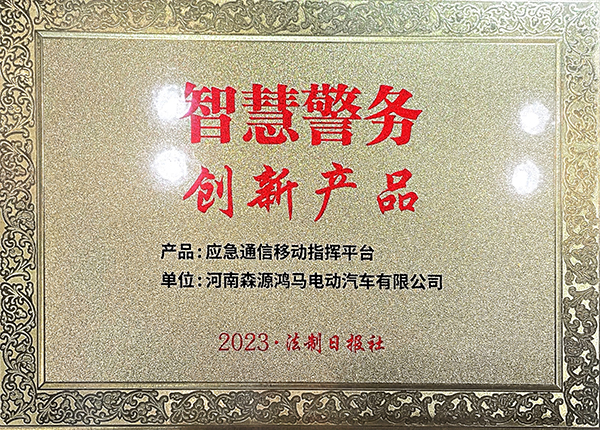 智慧警务
创新产品
产品:应急通信移动指挥平台
单位:河南森源鸿马电动汽车有限公司
2023·法制日报社